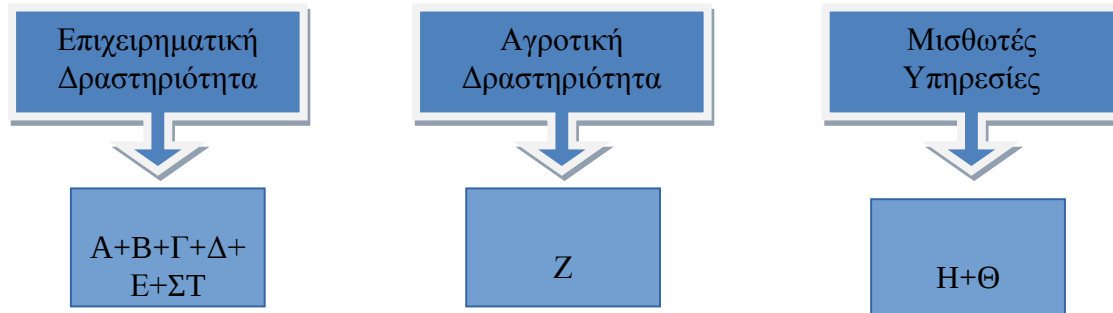 Επιχειρηματική
Δραστηριότητα
Αγροτική
Δραστηριότητα
Μισθωτές
Υπηρεσίες
Α+Β+Γ+Δ+
Ε+ΣΤ
Ζ
Η+Θ